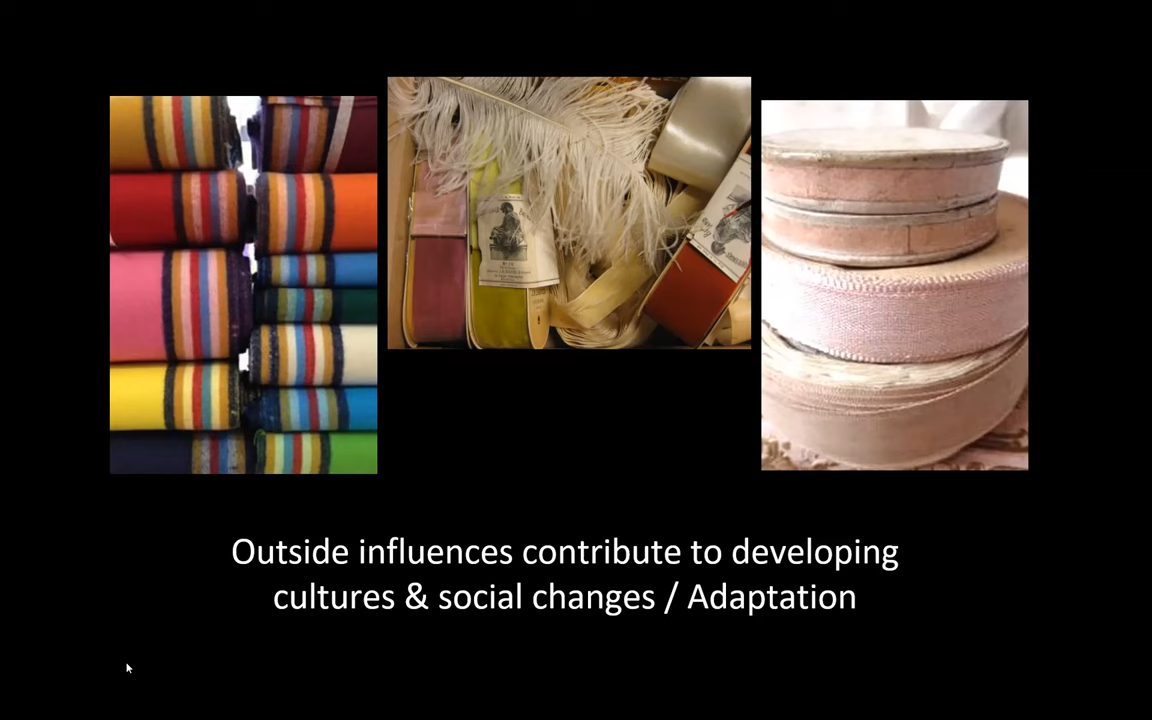 Outside influences contribute to developing
cultures & social changes / Adaptation